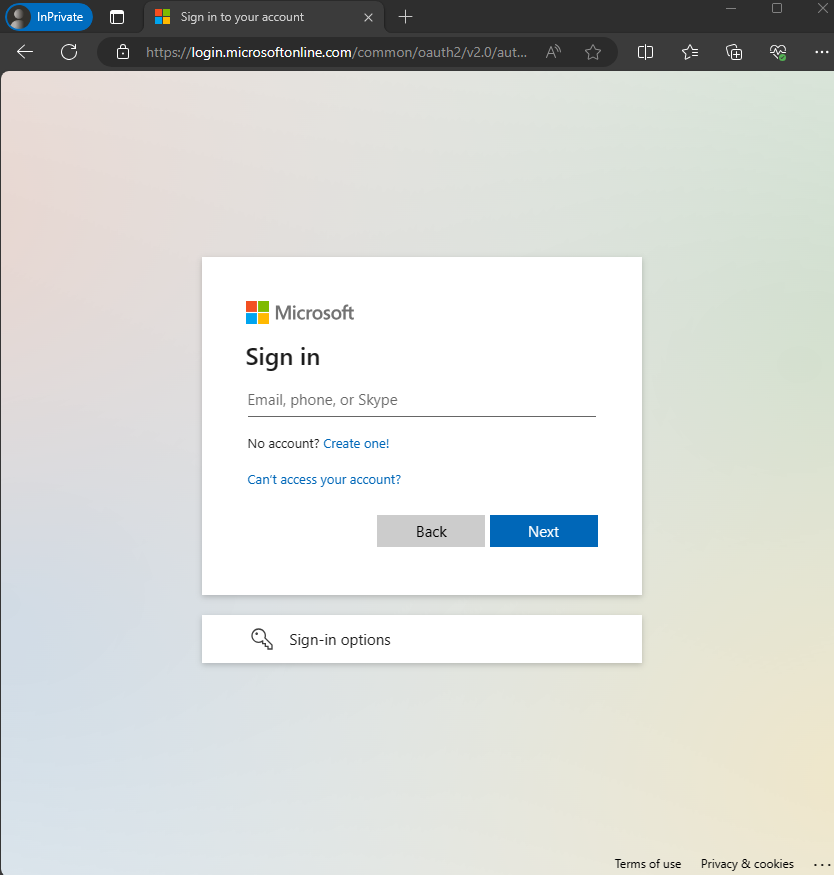 InPrivate
Sign in to your account
https://login.microsoftonline.com/common/oauth2/v2.0/aut...
Microsoft
Sign in
Email, phone, or Skype
No account? Create one!
Can't access your account?
Back
Next
Sign-in options
Terms of use
Privacy & cookies
...